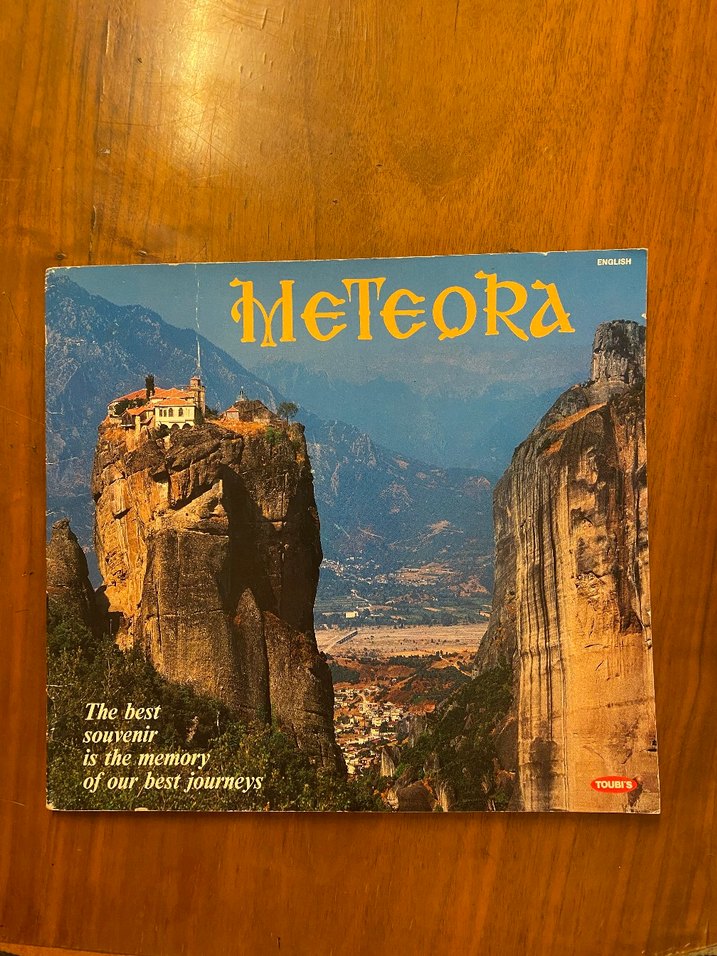 ENGLISH
METEORA
The best
souvenir
is the memory
of our best journeys
TOUBI'S